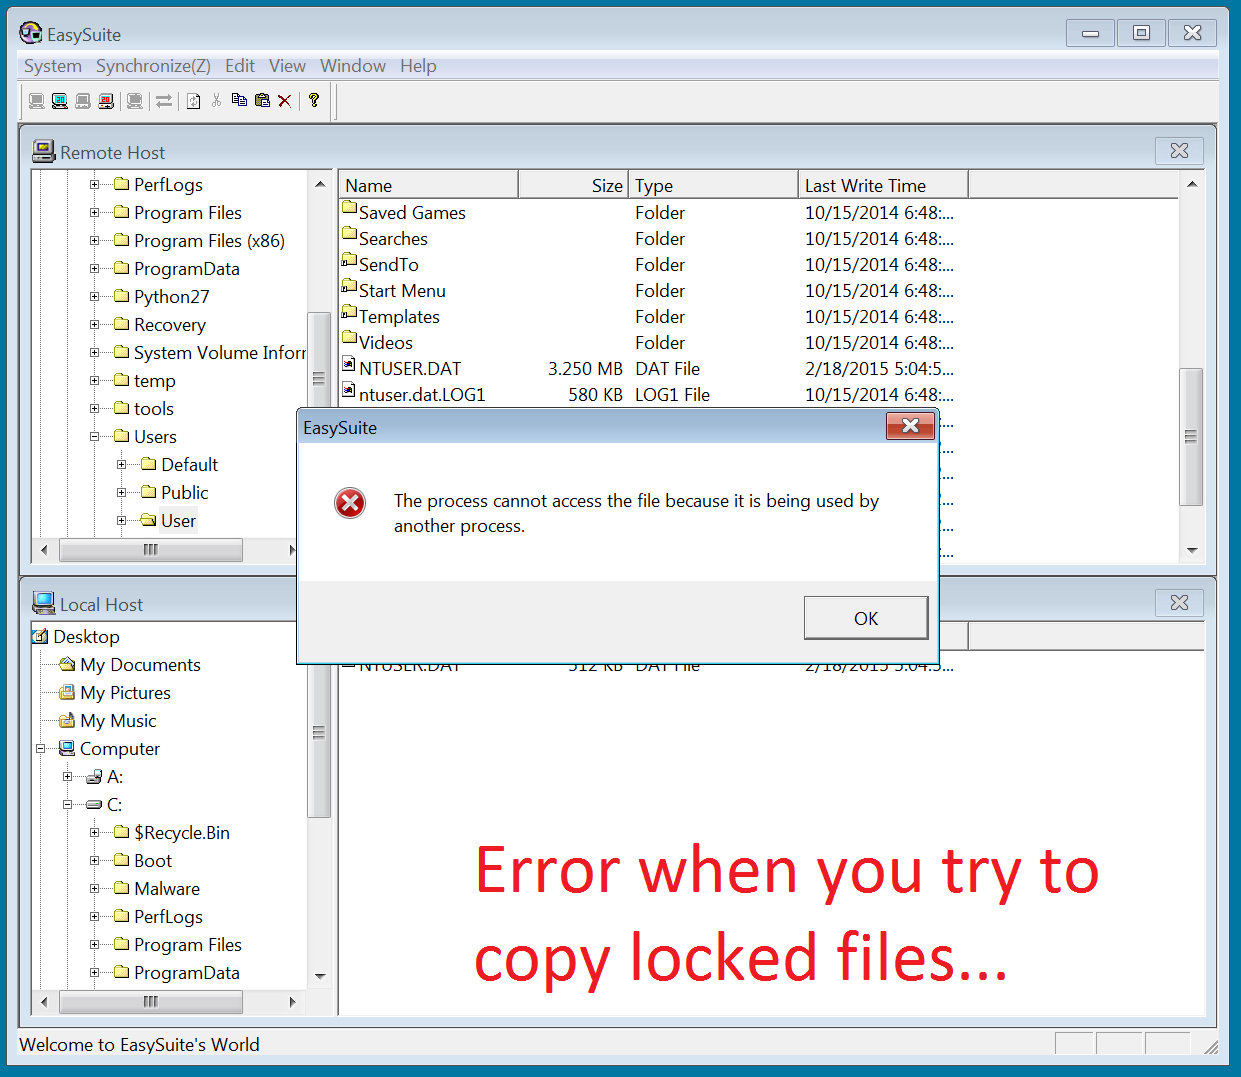 EasySuite
System Synchronize(Z) Edit View Window Help
Remote Host
PerfLogs
Program Files
Program Files (x86)
ProgramData
Python27
Recovery
System Volume Infor
temp
tools
Users
Default
Public
User
Name Size Type Last Write Time
Saved Games Folder 10/15/2014 6:48:...
Searches Folder 10/15/2014 6:48:...
SendTo Folder 10/15/2014 6:48:...
Start Menu Folder 10/15/2014 6:48:...
Templates Folder 10/15/2014 6:48:...
Videos Folder 10/15/2014 6:48:...
NTUSER.DAT 3.250 MB DAT File 2/18/2015 5:04:5...
ntuser.dat.LOG1 580 KB LOG1 File 10/15/2014 6:48:...
EasySuite
The process cannot access the file because it is being used by
another process.
OK
Local Host
Desktop
My Documents
My Pictures
My Music
Computer
A:
C:
$Recycle.Bin
Boot
Malware
PerfLogs
Program Files
ProgramData
NTUSER.DAT 512 KB DAT File 2/18/2015 5:04:5...
Error when you try to
copy locked files...
Welcome to EasySuite's World